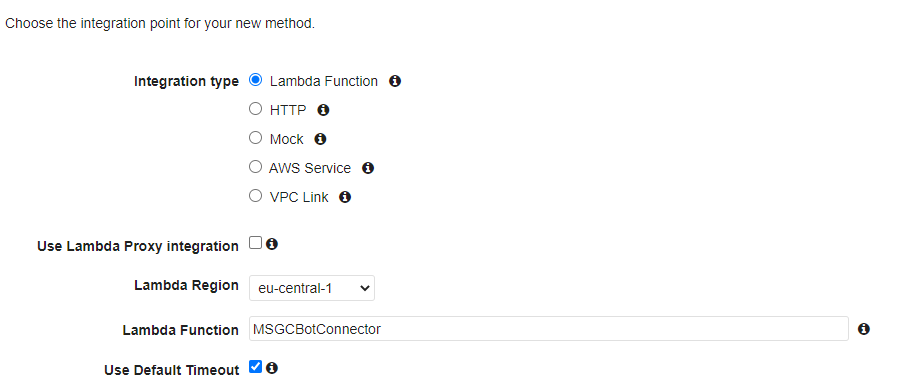 Choose the integration point for your new method.
Integration type Lambda Function
HTTP
Mock
AWS Service
VPC Link
Use Lambda Proxy integration
Lambda Region eu-central-1
Lambda Function MSGCBotConnector
Use Default Timeout